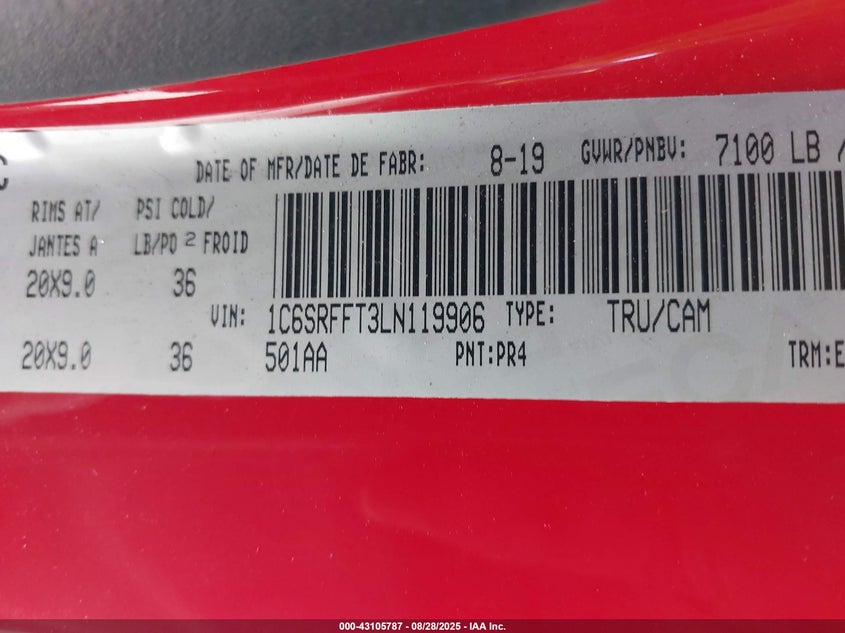 C
DATE OF MFR/DATE DE FABR: 8-19 GVWR/PNBV: 7100 LB /
RIMS AT/ PSI COLD/
JANTES A LB/PO 2 FROID
20X9.0 36
VIN: 1C6SRFFT3LN119906 TYPE: TRU/CAM
20X9.0 36 501AA PNT:PR4 TRM:E
000-43105787 - 08/28/2025 - IAA Inc.